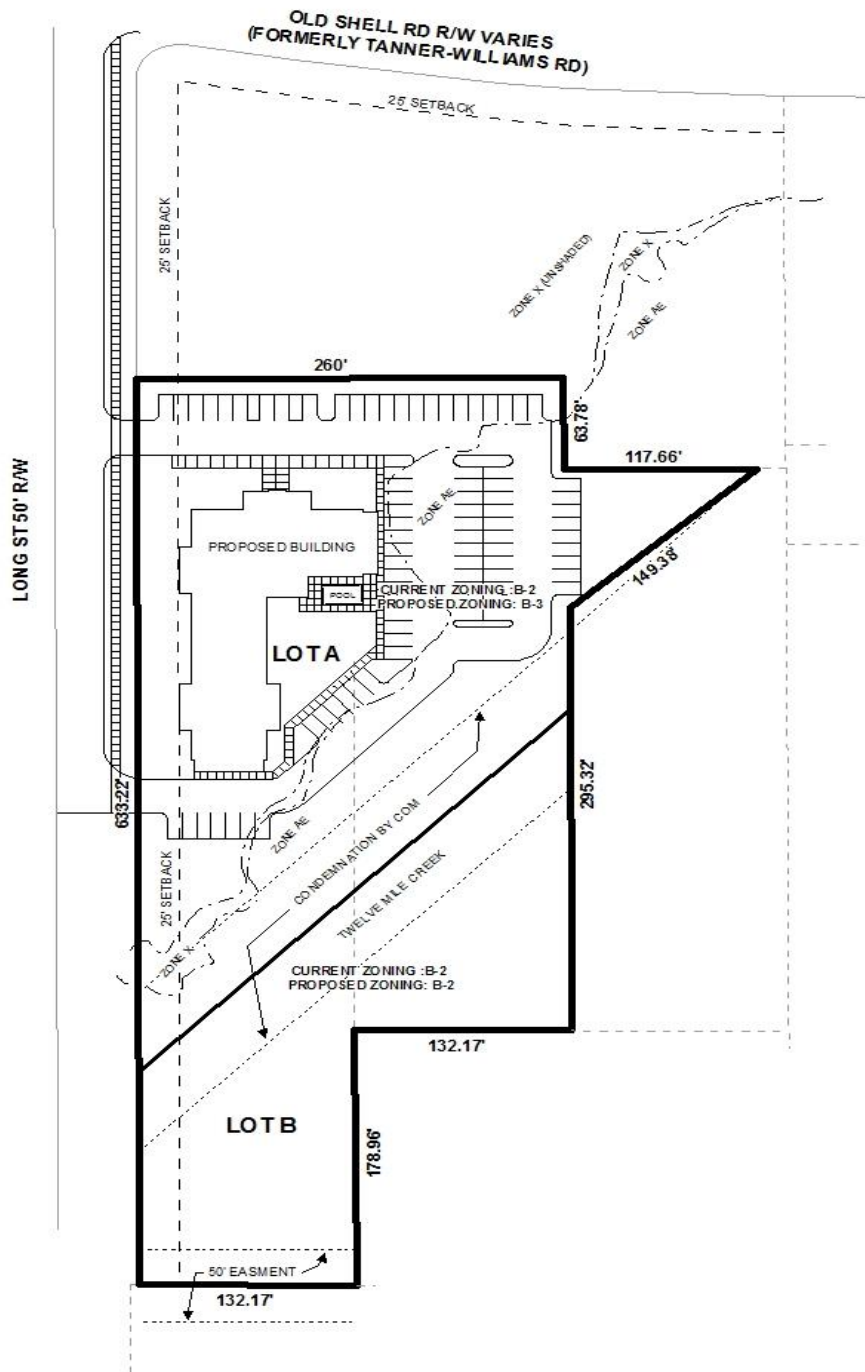 OLD SHELL RD R/W VARIES
(FORMERLY TANNER-WILLIAMS RD)
25' SETBACK
25' SETBACK
ZONE X (UNSHADED)
ZONE X
ZONE AE
260'
63.78'
117.66'
LONG ST 50' R/W
ZONE AE
PROPOSED BUILDING
149.38'
CURRENT ZONING :B-2
POOL
PROPOSED ZONING: B-3
LOT A
633.22'
295.32'
ZONE AE
CONDEMNATION BY COM
25' SETBACK
TWELVE MILE CREEK
ZONE X
CURRENT ZONING :B-2
PROPOSED ZONING: B-2
132.17'
LOT B
178.96'
50' EASMENT
132.17'